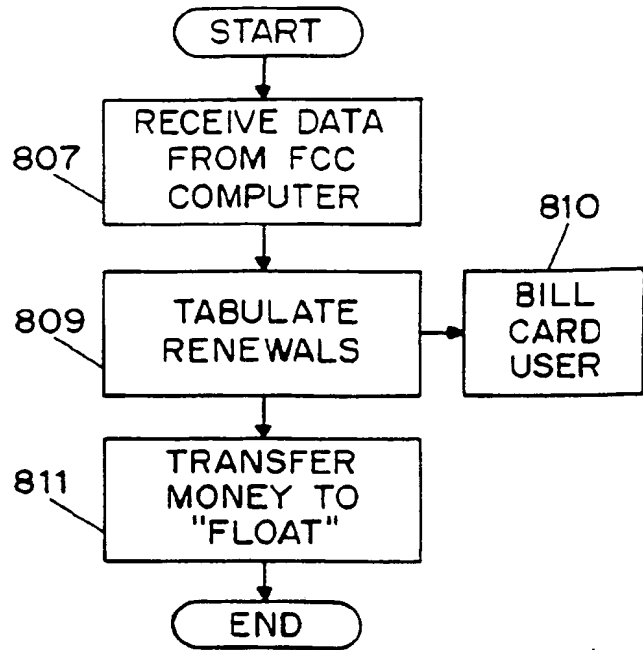 START
807
RECEIVE DATA
FROM FCC
COMPUTER
809
TABULATE
RENEWALS
810
BILL
CARD
USER
811
TRANSFER
MONEY TO
"FLOAT"
END